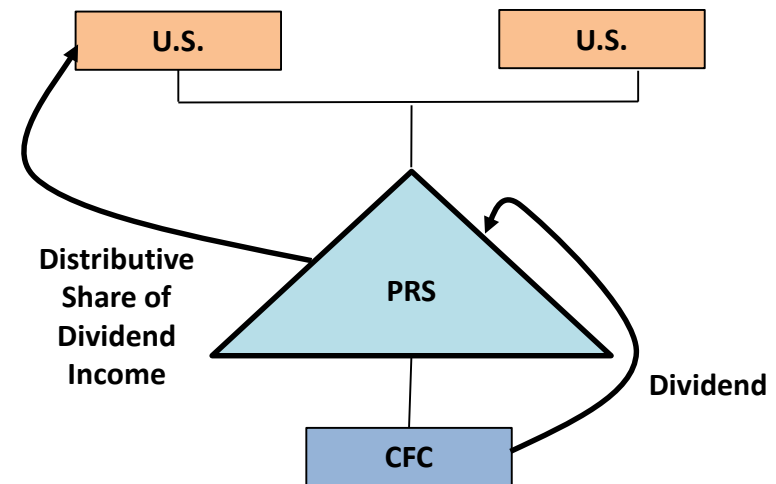 U.S.
U.S.
Distributive
Share of
Dividend
Income
PRS
Dividend
CFC